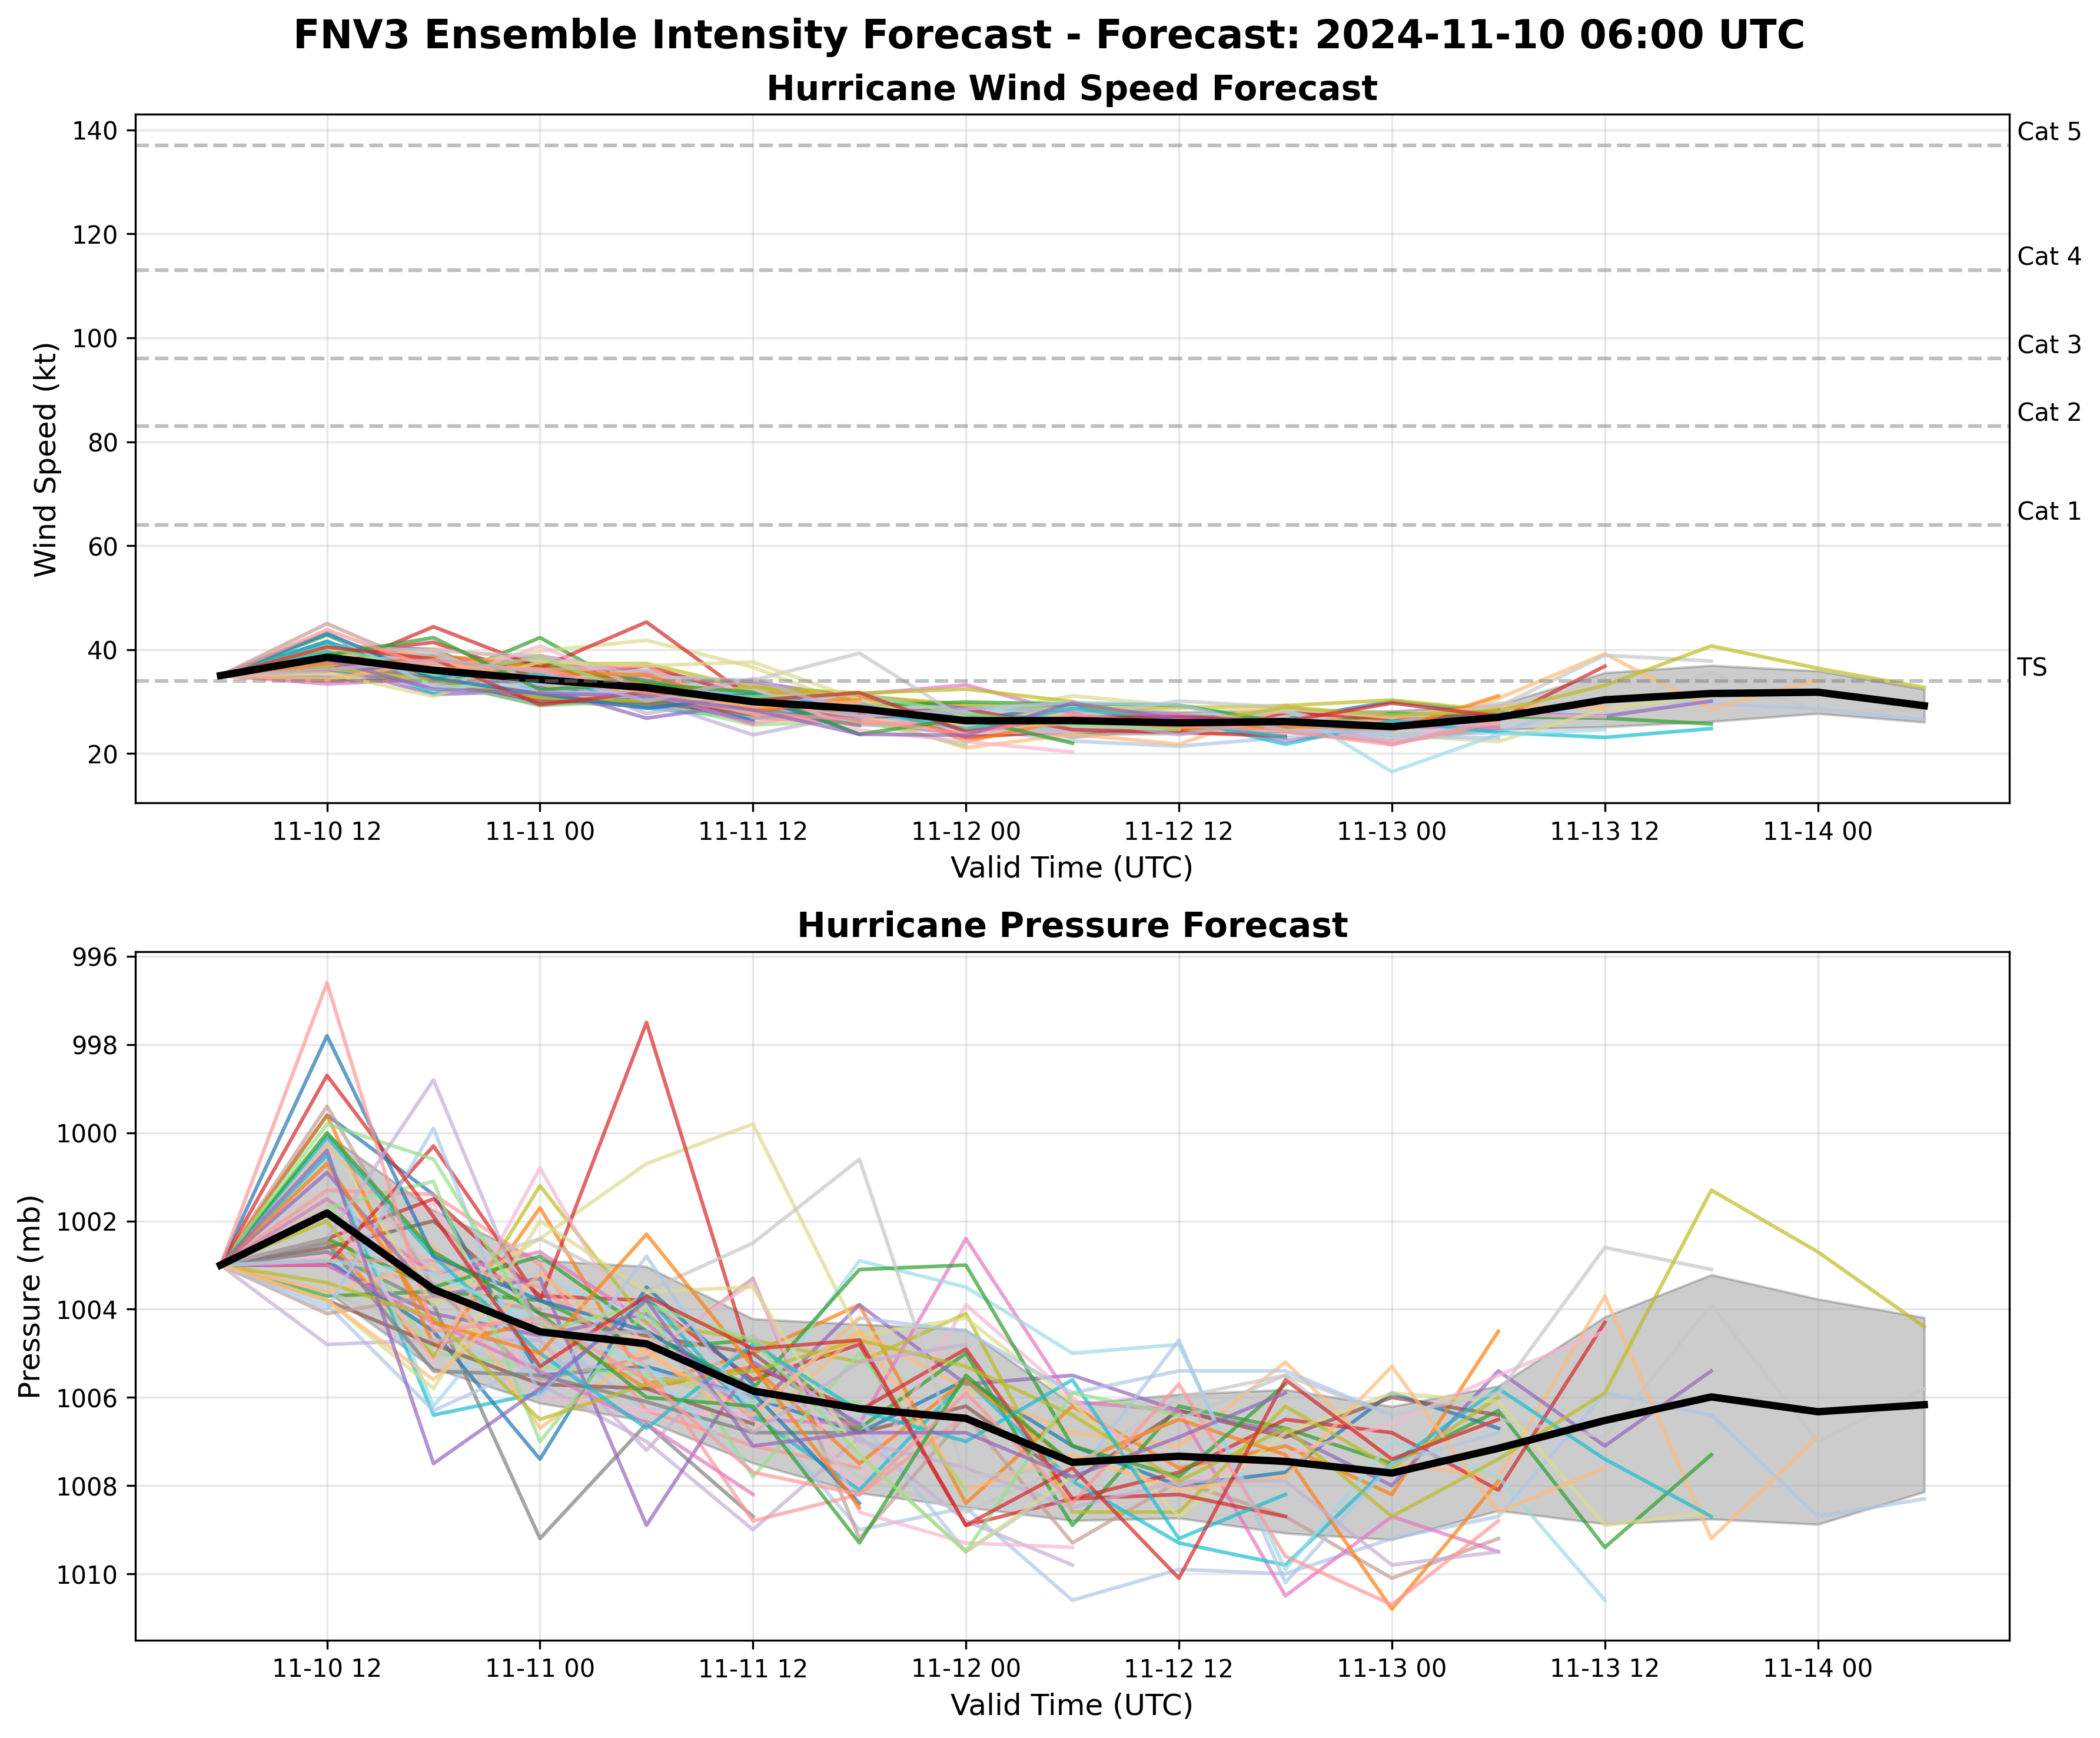 FNV3 Ensemble Intensity Forecast - Forecast: 2024-11-10 06:00 UTC
Hurricane Wind Speed Forecast
140
120
100
80
60
40
20
Wind Speed (kt)
Cat 5
Cat 4
Cat 3
Cat 2
Cat 1
TS
11-10 12
11-11 00
11-11 12
11-12 00
11-12 12
11-13 00
11-13 12
11-14 00
Valid Time (UTC)
Hurricane Pressure Forecast
996
998
1000
1002
1004
1006
1008
1010
Pressure (mb)
11-10 12
11-11 00
11-11 12
11-12 00
11-12 12
11-13 00
11-13 12
11-14 00
Valid Time (UTC)